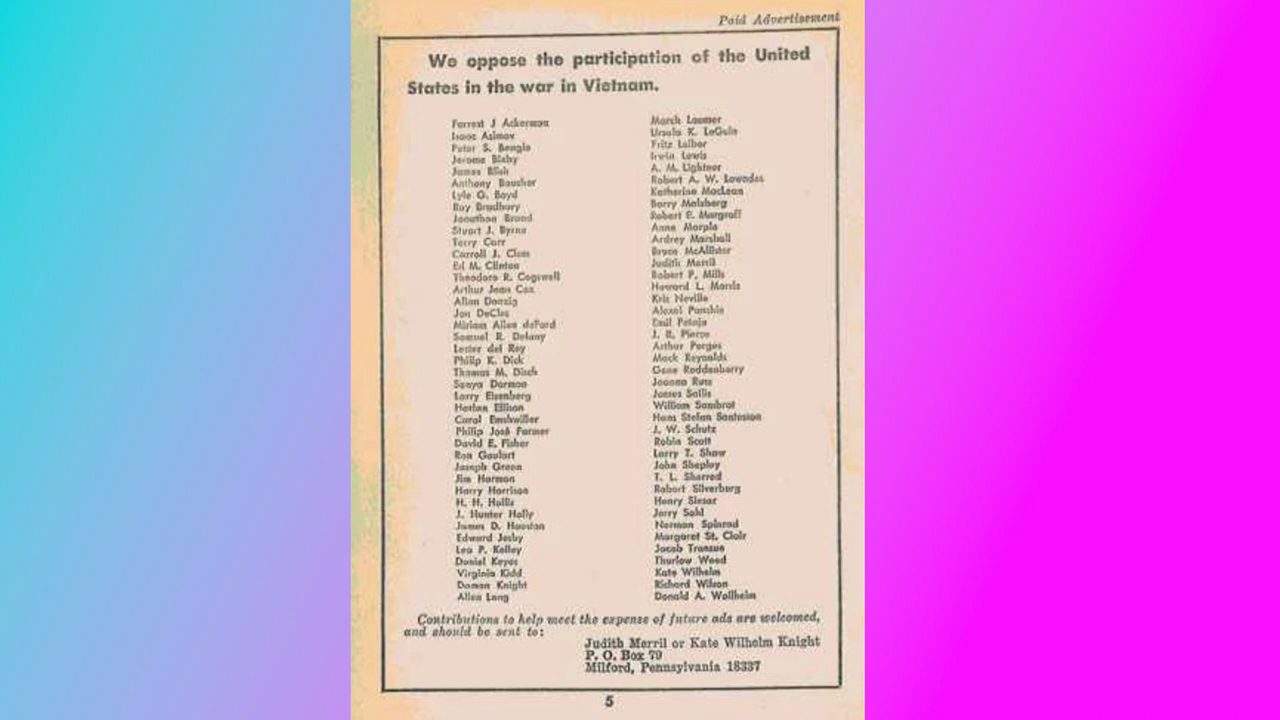 Paid Advertisement
We oppose the participation of the United
States in the war in Vietnam.
Forrest J Ackerman
Isaac Asimov
Peter S. Beagle
Jerome Bixby
James Blish
Anthony Boucher
Lyle G. Boyd
Ray Bradbury
Jonathan Brand
Stuart J. Byrne
Terry Carr
Carroll J. Clem
Ed M. Clinton
Theodore R. Cogswell
Arthur Jean Cox
Allan Danzig
Jon DeCles
Miriam Allen deFord
Samuel R. Delany
Lester del Rey
Philip K. Dick
Thomas M. Disch
Sonya Dorman
Larry Eisenberg
Harlan Ellison
Carol Emshwiller
Philip José Farmer
David E. Fisher
Ron Goulart
Joseph Green
Jim Harmon
Harry Harrison
H. H. Hollis
J. Hunter Holly
James D. Houston
Edward Jesby
Leo P. Kelley
Daniel Keyes
Virginia Kidd
Damon Knight
Allen Lang
March Laumer
Ursula K. LeGuin
Fritz Leiber
Irwin Lewis
A. M. Lightner
Robert A. W. Lowndes
Katherine MacLean
Barry Malzberg
Robert E. Margroff
Anne Marple
Ardrey Marshall
Bruce McAllister
Judith Merril
Robert P. Mills
Howard L. Morris
Kris Neville
Alexei Panshin
Emil Petaja
J. R. Pierce
Arthur Porges
Mack Reynolds
Gene Roddenberry
Joanna Russ
James Sallis
William Sambrot
Hans Stefan Santesson
J. W. Schutz
Robin Scott
Larry T. Shaw
John Shepley
T. L. Sherred
Robert Silverberg
Henry Slesar
Jerry Sohl
Norman Spinrad
Margaret St. Clair
Jacob Transue
Thurlow Weed
Kate Wilhelm
Richard Wilson
Donald A. Wollheim
Contributions to help meet the expense of future ads are welcomed,
and should be sent to:
Judith Merril or Kate Wilhelm Knight
P. O. Box 79
Milford, Pennsylvania 18337
5